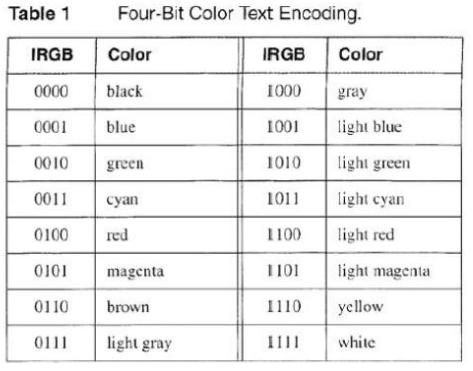 Table 1 Four-Bit Color Text Encoding.
IRGB Color IRGB Color
0000 black 1000 gray
0001 blue 1001 light blue
0010 green 1010 light green
0011 cyan 1011 light cyan
0100 red 1100 light red
0101 magenta 1101 light magenta
0110 brown 1110 yellow
0111 light gray 1111 white